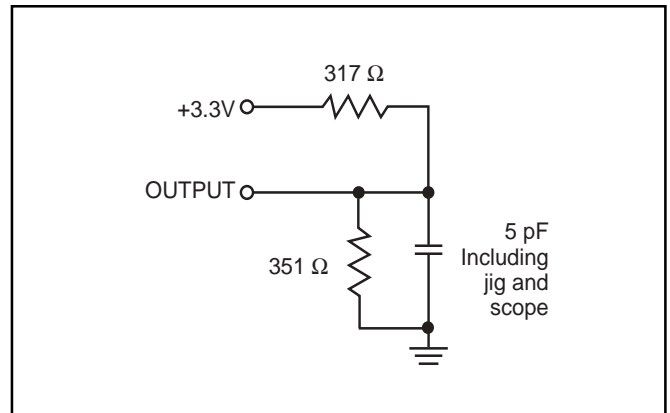 317 Ω
+3.3V
OUTPUT
351 Ω
5 pF
Including
jig and
scope